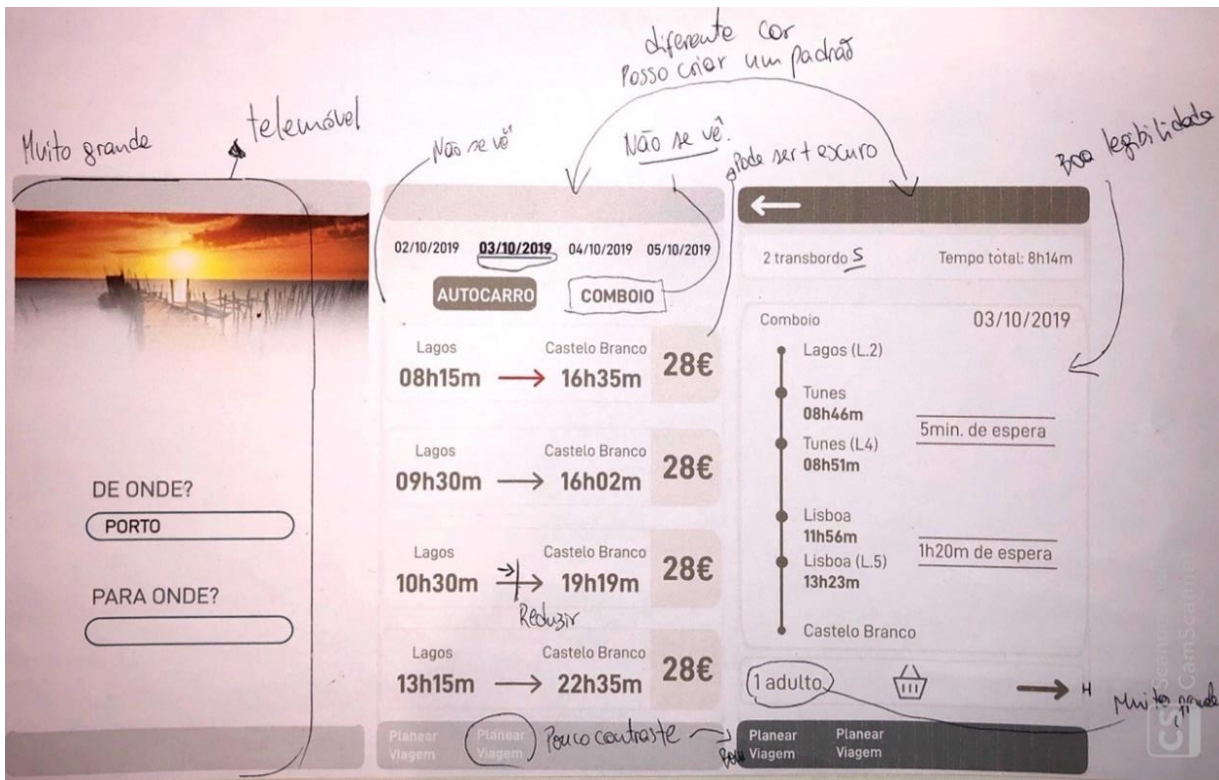 diferente cor
Posso criar um padrão
Muito grande
telemóvel
Não se vê
Não se vê.
Pode ser + escuro
Boa legibilidade
DE ONDE?
PORTO
PARA ONDE?
02/10/2019 03/10/2019 04/10/2019 05/10/2019
AUTOCARRO COMBOIO
Lagos Castelo Branco
08h15m → 16h35m 28€
Lagos Castelo Branco
09h30m → 16h02m 28€
Lagos Castelo Branco
10h30m → 19h19m 28€
Reduzir
Lagos Castelo Branco
13h15m → 22h35m 28€
Planear Viagem
Planear Viagem
Pouco contraste
←
2 transbordo s Tempo total: 8h14m
Comboio 03/10/2019
Lagos (L.2)
Tunes
08h46m
5min. de espera
Tunes (L4)
08h51m
Lisboa
11h56m
1h20m de espera
Lisboa (L.5)
13h23m
Castelo Branco
1 adulto
→ H
Muito grande
Bom
Planear Viagem
Planear Viagem
CS CamScanner